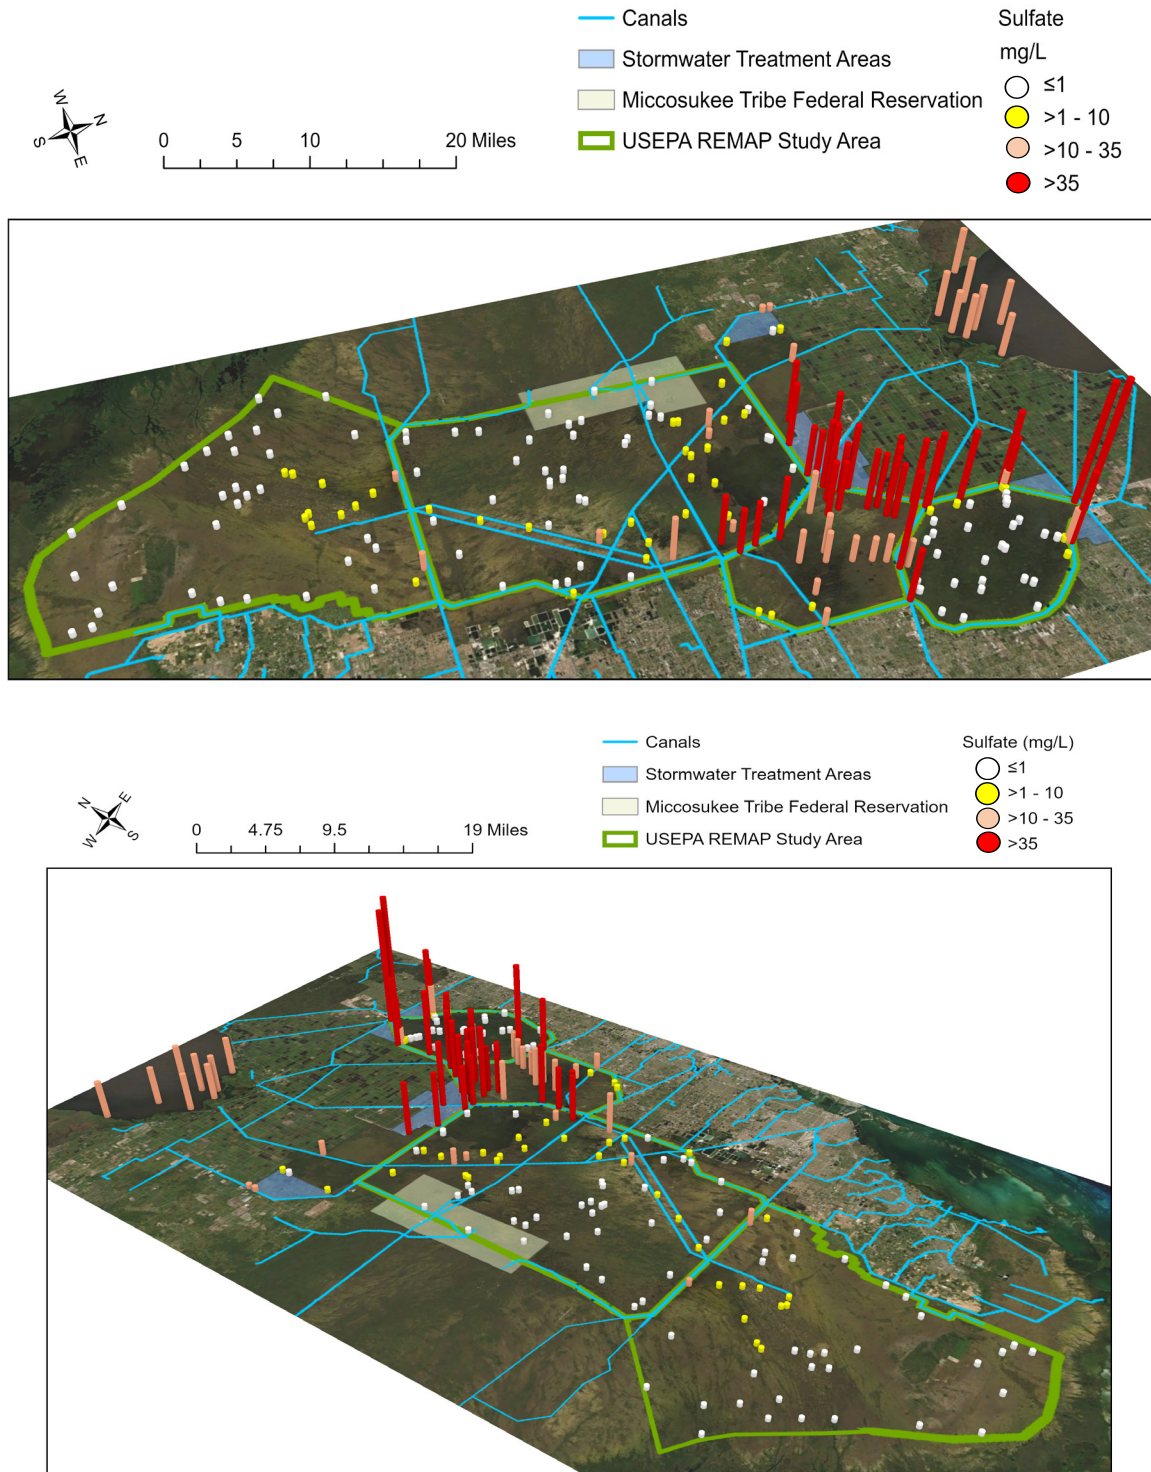 Canals
Stormwater Treatment Areas
Miccosukee Tribe Federal Reservation
USEPA REMAP Study Area
Sulfate
mg/L
≤1
>1 - 10
>10 - 35
>35
W
N
S
E
0 5 10 20 Miles
Canals
Stormwater Treatment Areas
Miccosukee Tribe Federal Reservation
USEPA REMAP Study Area
Sulfate (mg/L)
≤1
>1 - 10
>10 - 35
>35
N
E
W
S
0 4.75 9.5 19 Miles